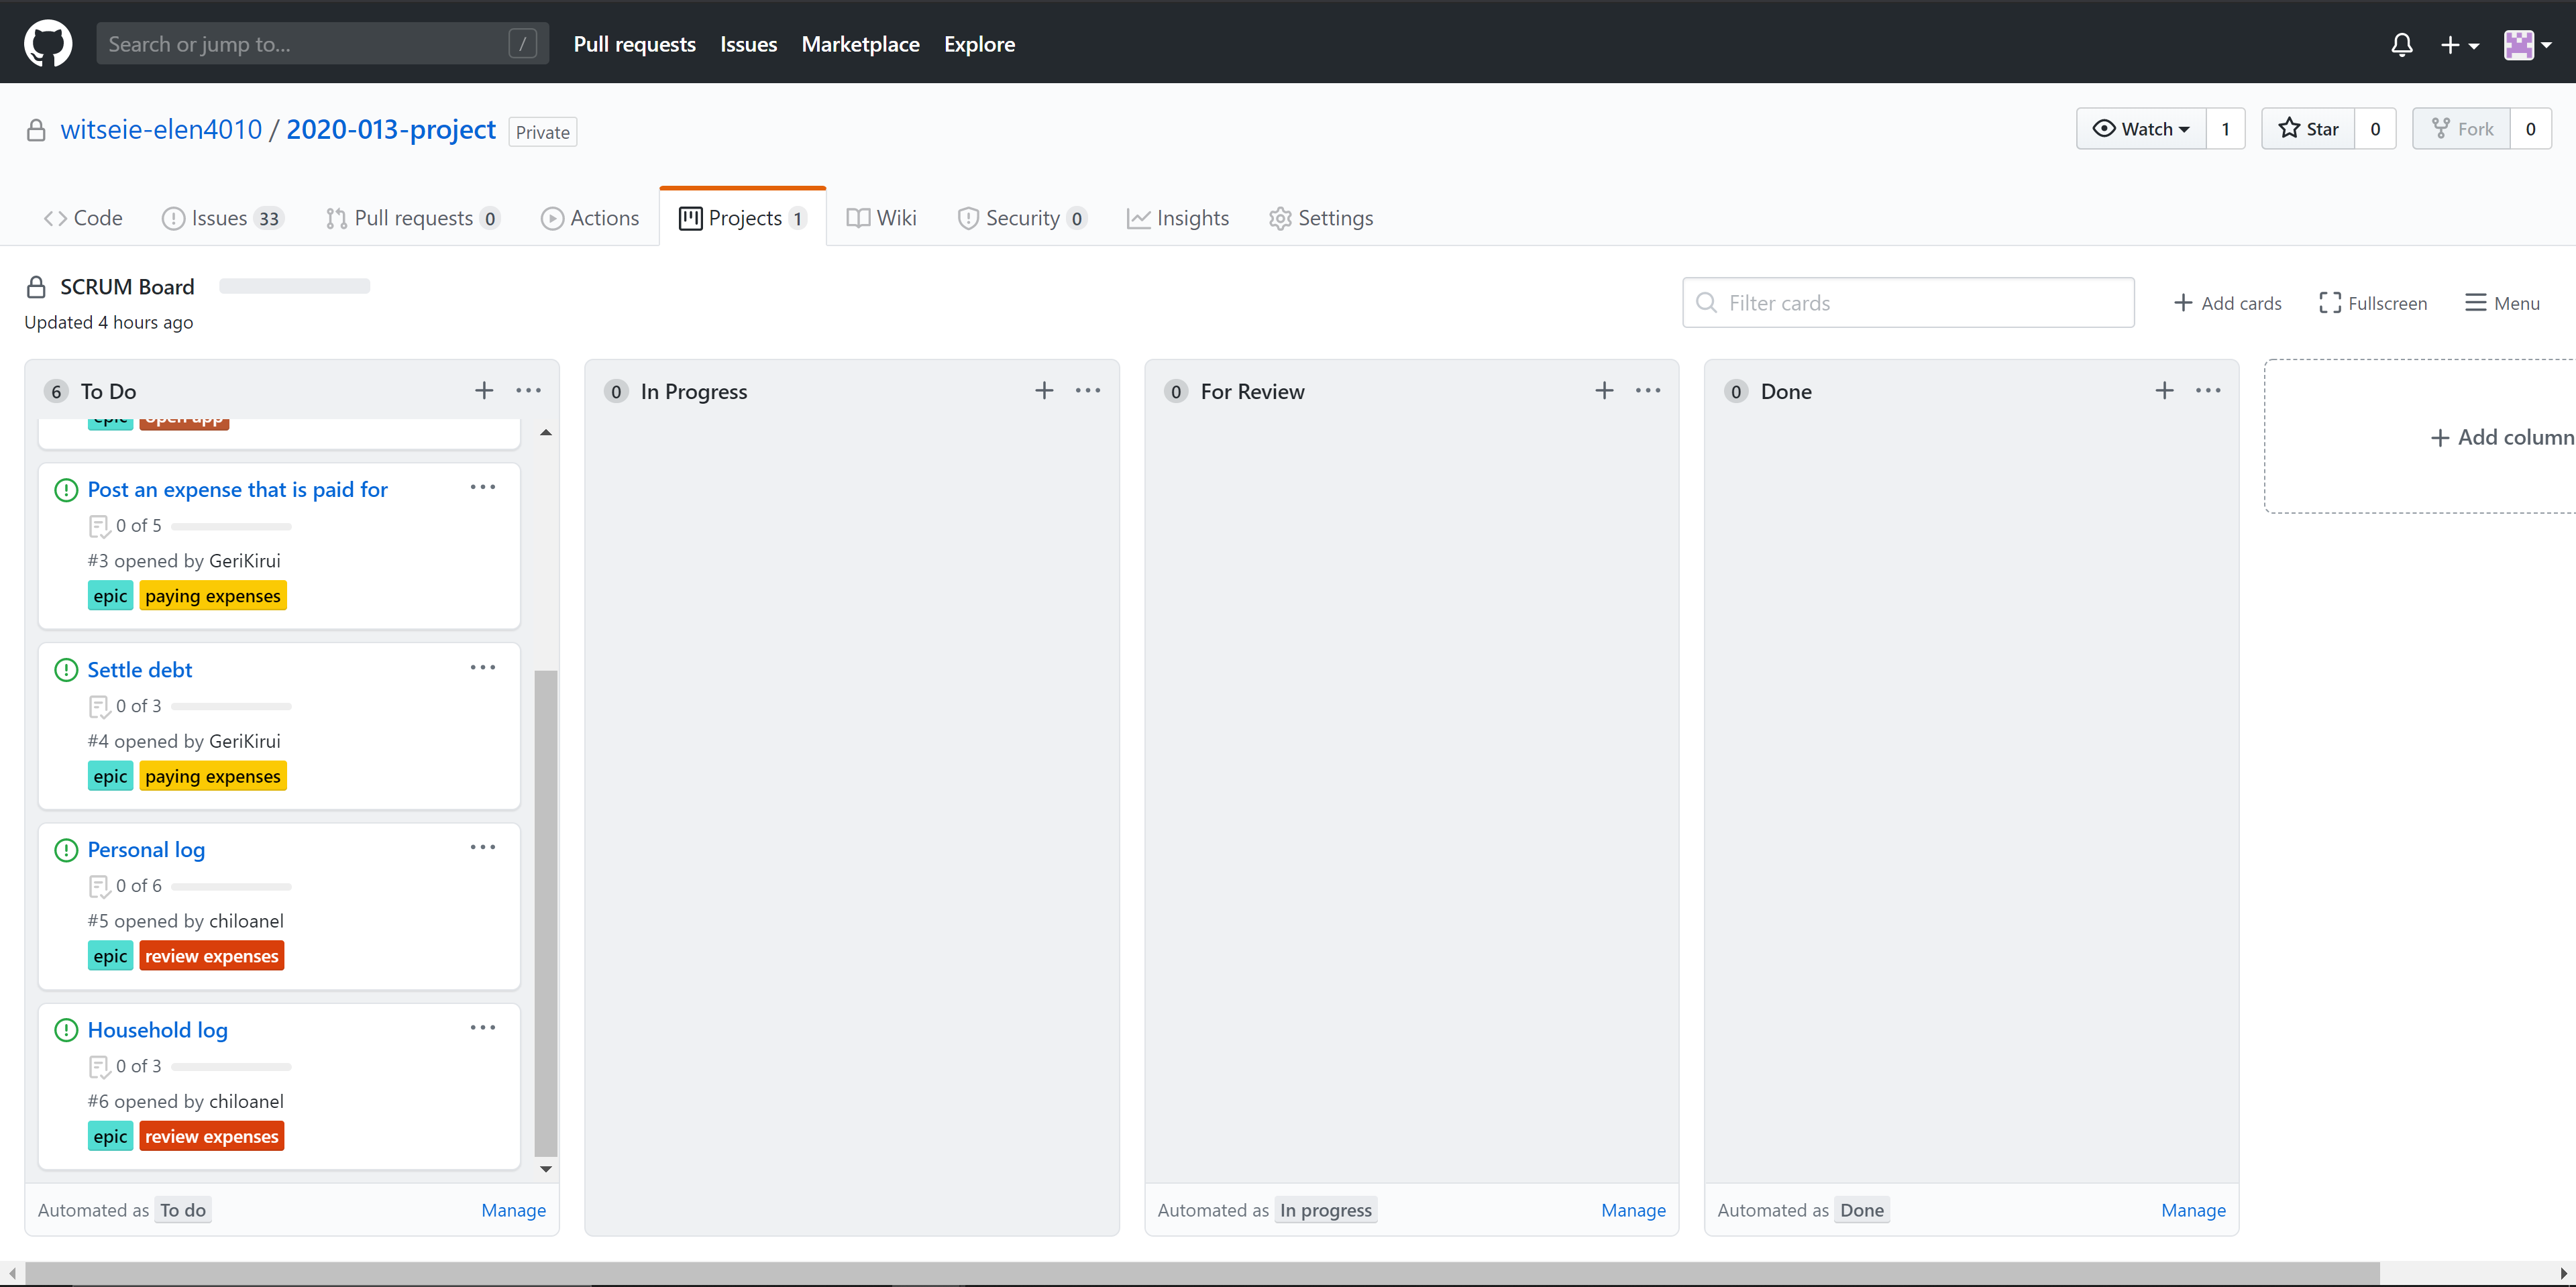 Search or jump to... /
Pull requests Issues Marketplace Explore
witseie-elen4010 / 2020-013-project Private
Watch 1 Star 0 Fork 0
Code Issues 33 Pull requests 0 Actions Projects 1 Wiki Security 0 Insights Settings
SCRUM Board
Updated 4 hours ago
Filter cards
Add cards Fullscreen Menu
6 To Do
epic open app
Post an expense that is paid for
0 of 5
#3 opened by GeriKirui
epic paying expenses
Settle debt
0 of 3
#4 opened by GeriKirui
epic paying expenses
Personal log
0 of 6
#5 opened by chiloanel
epic review expenses
Household log
0 of 3
#6 opened by chiloanel
epic review expenses
Automated as To do Manage
0 In Progress
0 For Review
Automated as In progress Manage
0 Done
Automated as Done Manage
Add column